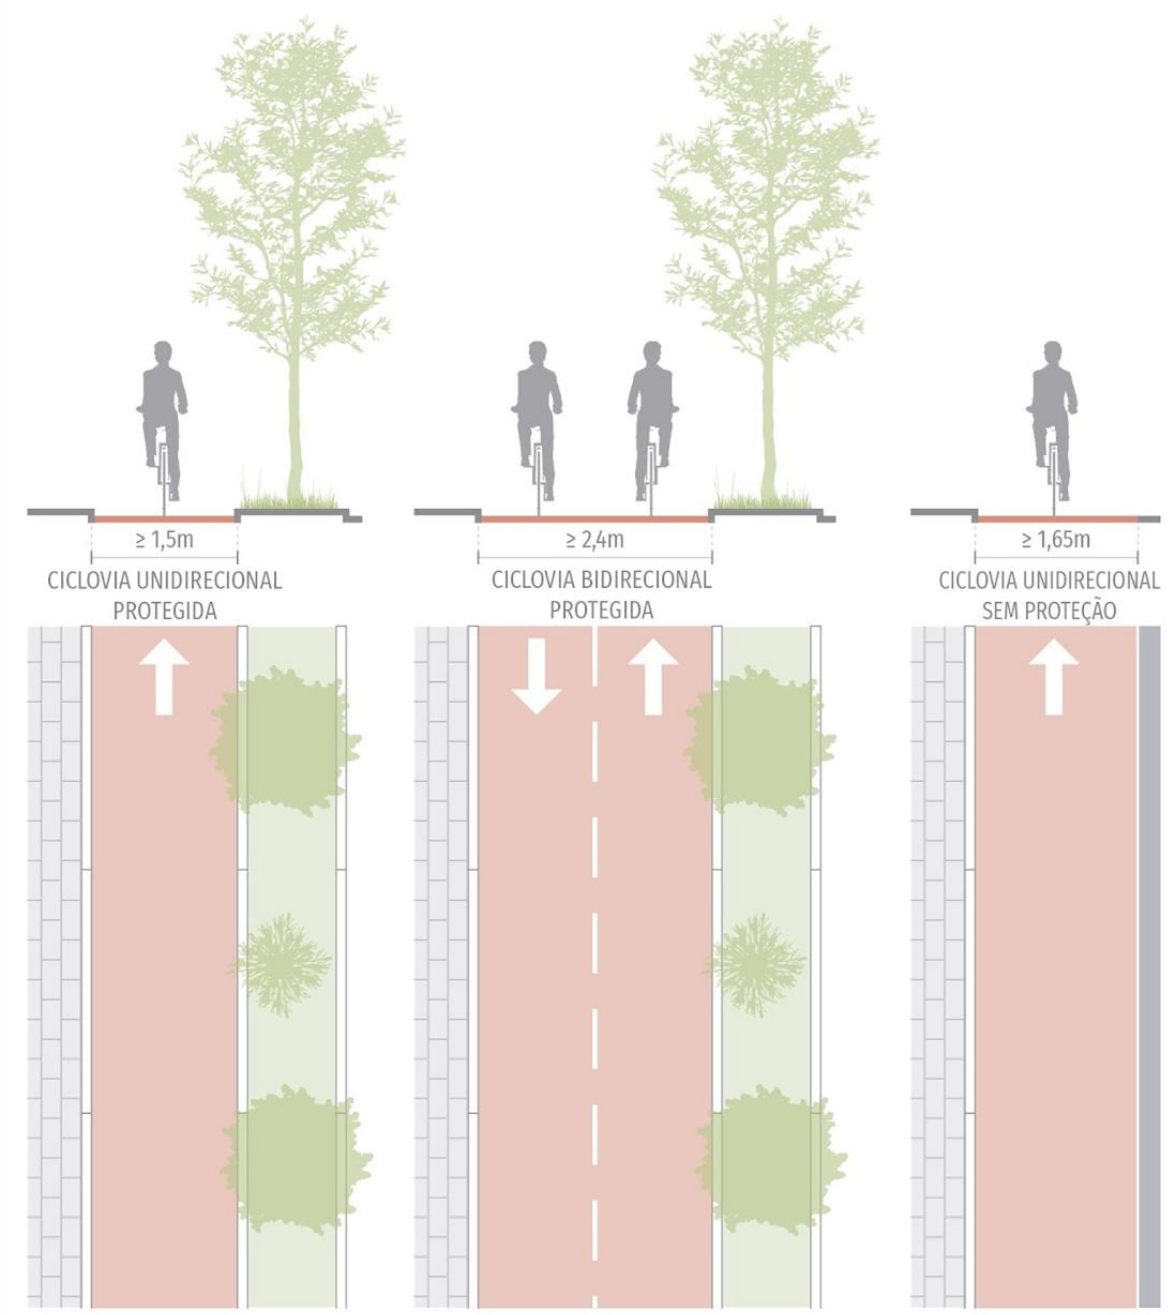 ≥ 1,5m
CICLOVIA UNIDIRECIONAL
PROTEGIDA
≥ 2,4m
CICLOVIA BIDIRECIONAL
PROTEGIDA
≥ 1,65m
CICLOVIA UNIDIRECIONAL
SEM PROTEÇÃO